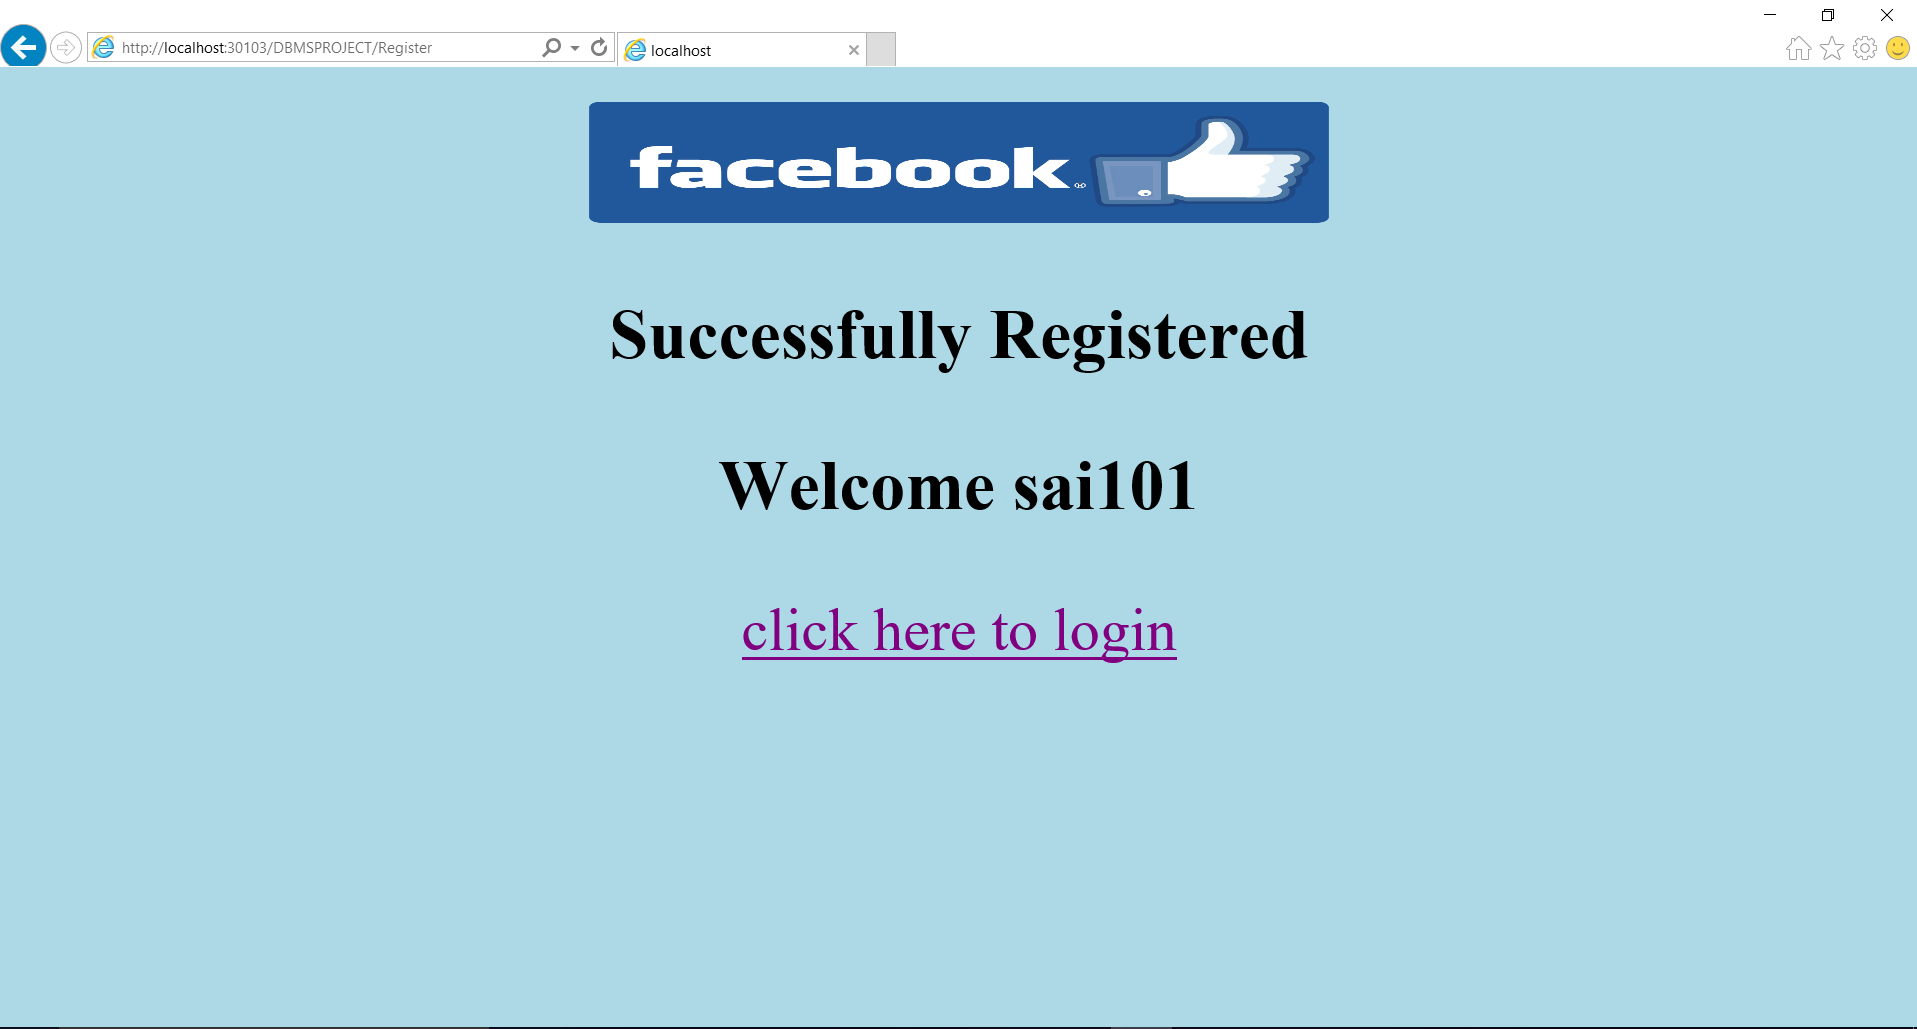 http://localhost:30103/DBMSPROJECT/Register
localhost
facebook
Successfully Registered
Welcome sai101
click here to login